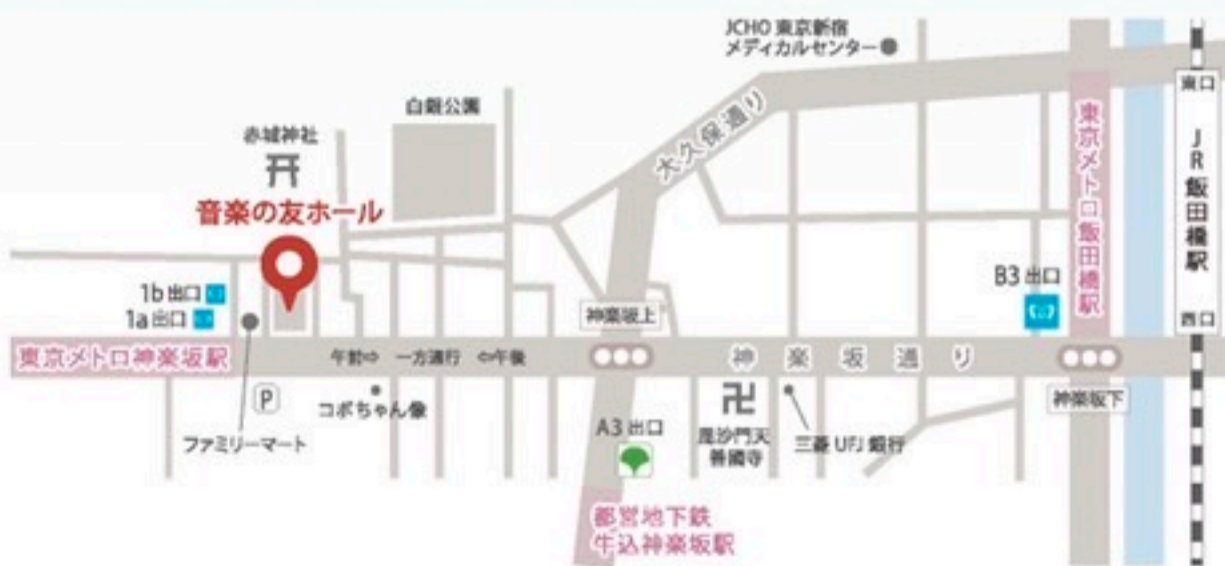 JCHO 東京新宿
メディカルセンター
白銀公園
赤城神社
大久保通り
東口
音楽の友ホール
東京メトロ飯田橋駅
JR飯田橋駅
1b 出口
1a 出口
B3 出口
神楽坂上
西口
東京メトロ神楽坂駅
午前⇨ 一方通行 ⇦午後
神楽坂通り
P
コボちゃん像
神楽坂下
ファミリーマート
A3 出口
毘沙門天
善國寺
三菱UFJ銀行
都営地下鉄
牛込神楽坂駅